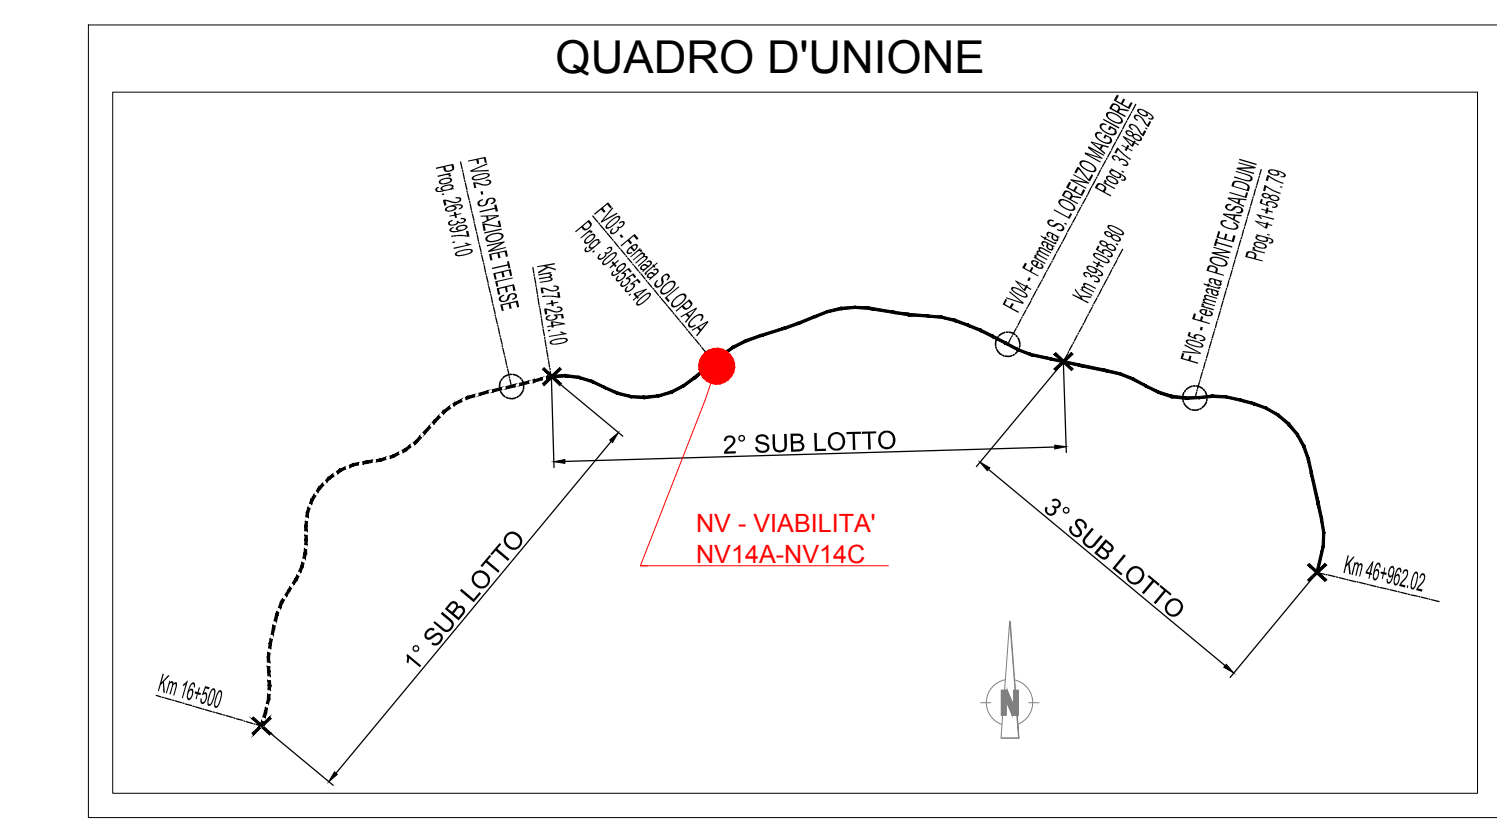 QUADRO D'UNIONE
FV02 - STAZIONE TELESE
Prog. 26+397.10
Km 27+254.10
FV03 - Fermata SOLOPACA
Prog. 30+9555.40
FV04 - Fermata S. LORENZO MAGGIORE
Prog. 37+482.29
Km 39+058.80
FV05 - Fermata PONTE CASALDUNI
Prog. 41+587.79
2° SUB LOTTO
NV - VIABILITA'
NV14A-NV14C
1° SUB LOTTO
3° SUB LOTTO
Km 46+962.02
Km 16+500
N